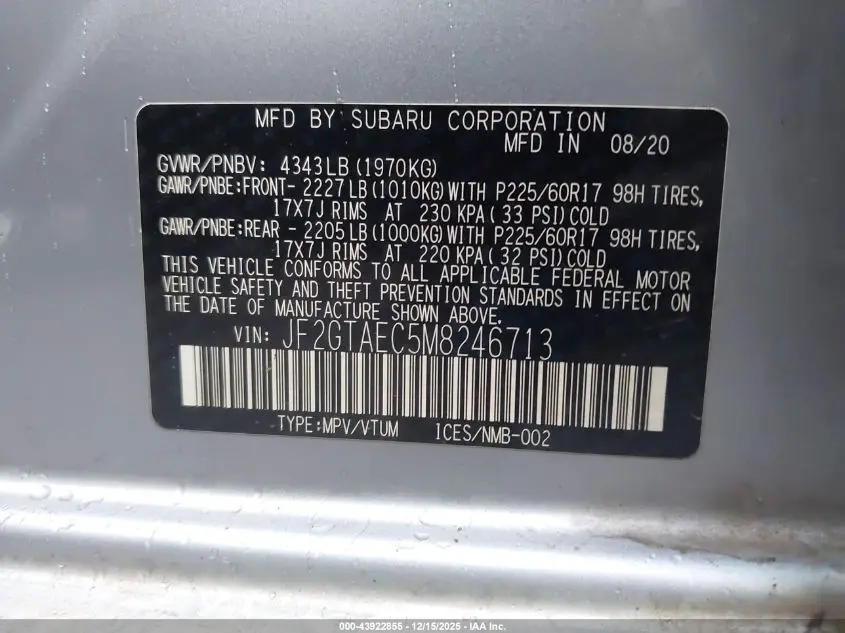 MFD BY SUBARU CORPORATION
MFD IN 08/20
GVWR/PNBV: 4343LB(1970KG)
GAWR/PNBE:FRONT- 2227LB(1010KG)WITH P225/60R17 98H TIRES,
17X7J RIMS AT 230 KPA(33 PSI)COLD
GAWR/PNBE:REAR - 2205LB(1000KG)WITH P225/60R17 98H TIRES,
17X7J RIMS AT 220 KPA(32 PSI)COLD
THIS VEHICLE CONFORMS TO ALL APPLICABLE FEDERAL MOTOR
VEHICLE SAFETY AND THEFT PREVENTION STANDARDS IN EFFECT ON
THE DATE OF MANUFACTURE SHOWN ABOVE.
VIN: JF2GTAEC5M8246713
TYPE:MPV/VTUM ICES/NMB-002
000-43922855 - 12/15/2025 - IAA Inc.